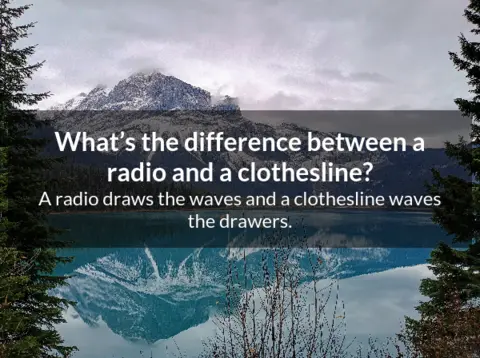 What’s the difference between a
radio and a clothesline?
A radio draws the waves and a clothesline waves
the drawers.